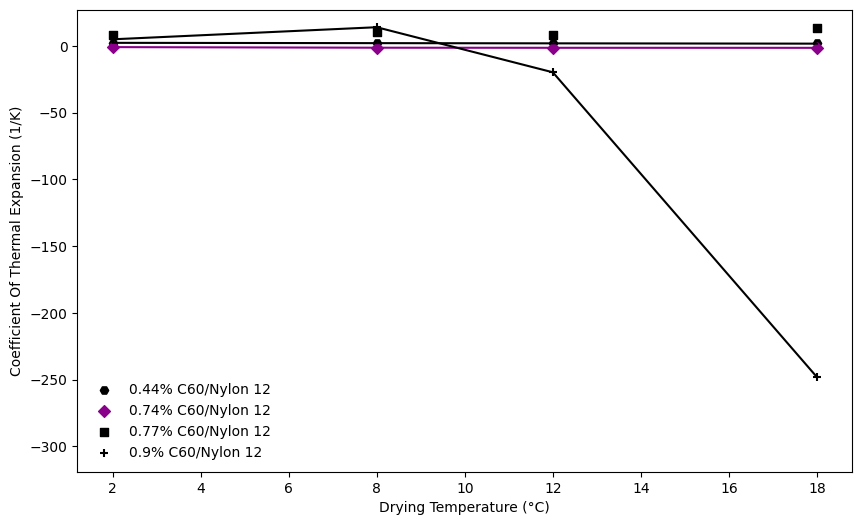 0
−50
−100
−150
−200
−250
−300
Coefficient Of Thermal Expansion (1/K)
0.44% C60/Nylon 12
0.74% C60/Nylon 12
0.77% C60/Nylon 12
0.9% C60/Nylon 12
2 4 6 8 10 12 14 16 18
Drying Temperature (°C)